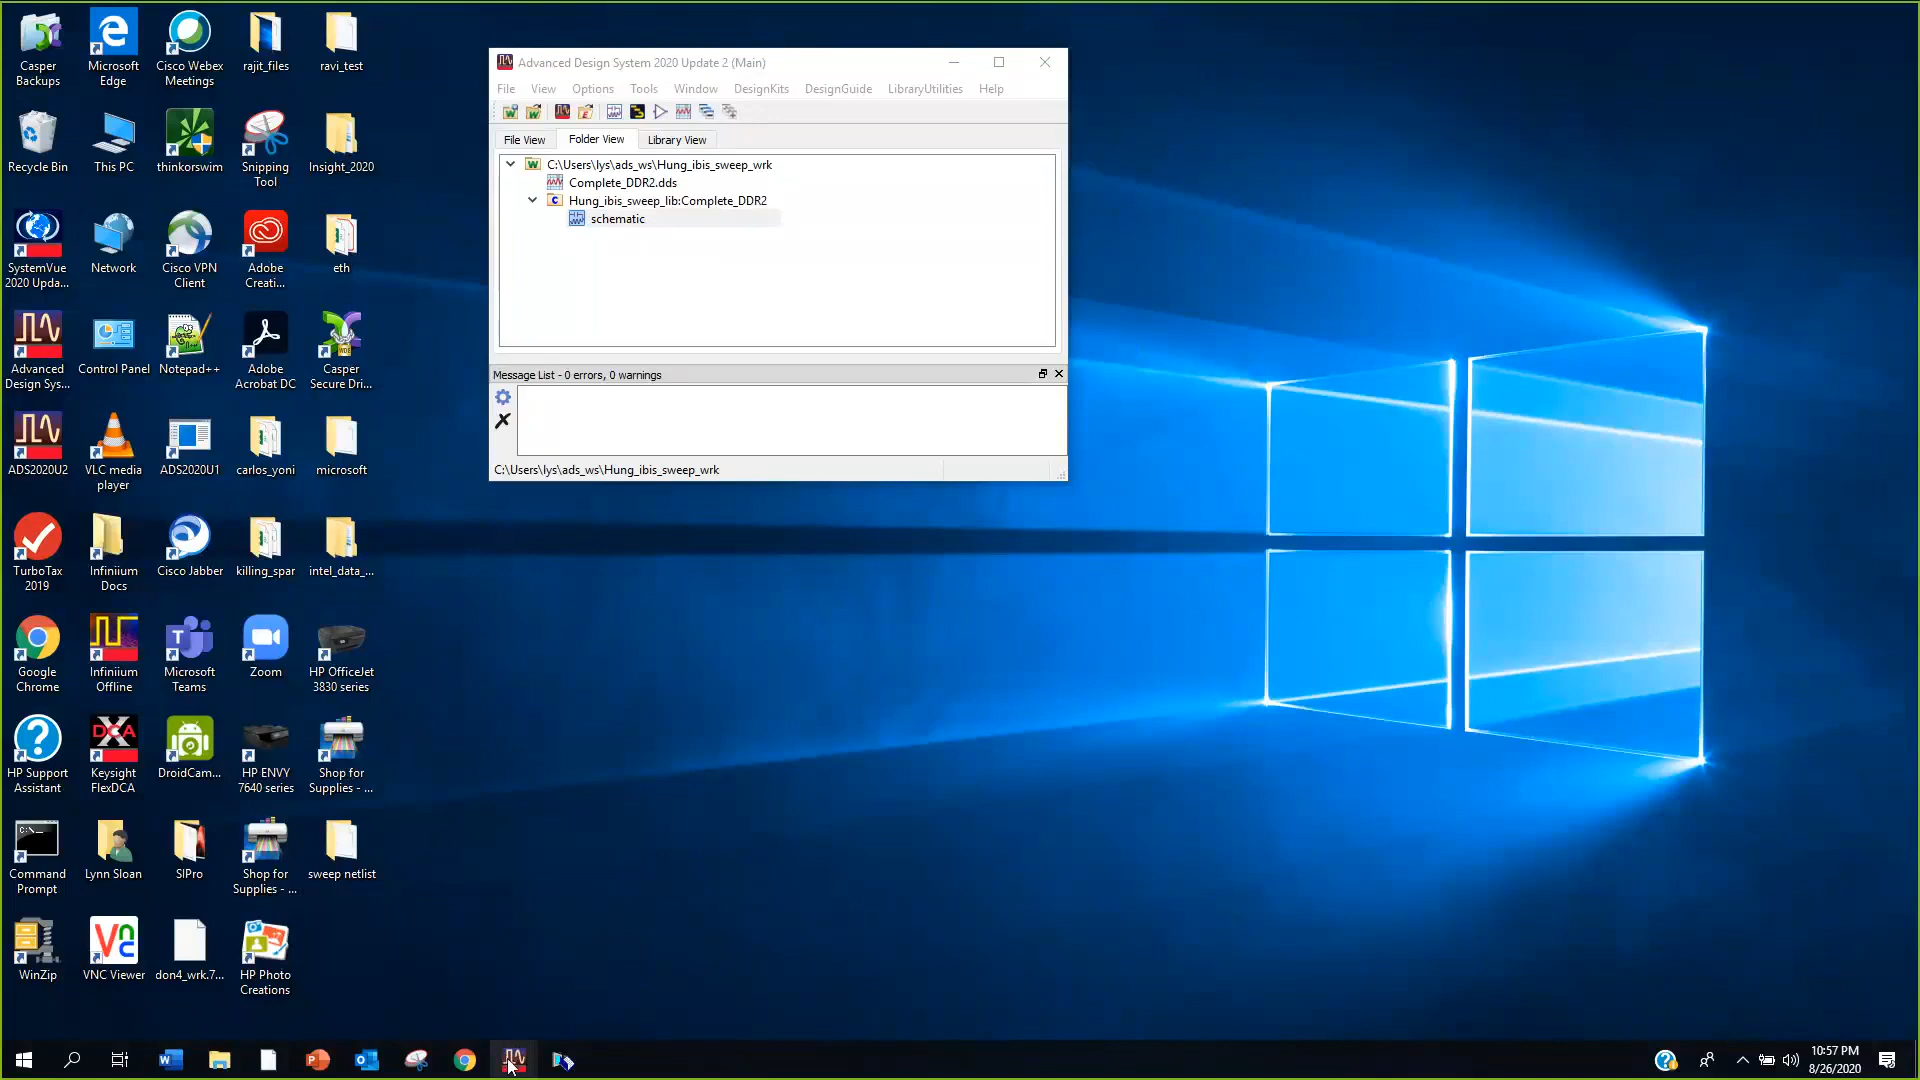 Casper
Backups
Microsoft
Edge
Cisco Webex
Meetings
rajit_files
ravi_test
Recycle Bin
This PC
thinkorswim
Snipping
Tool
Insight_2020
SystemVue
2020 Upda...
Network
Cisco VPN
Client
Adobe
Creati...
eth
Advanced
Design Sys...
Control Panel
Notepad++
Adobe
Acrobat DC
Casper
Secure Dri...
ADS2020U2
VLC media
player
ADS2020U1
carlos_yoni
microsoft
TurboTax
2019
Infiniium
Docs
Cisco Jabber
killing_spar
intel_data_...
Google
Chrome
Infiniium
Offline
Microsoft
Teams
Zoom
HP OfficeJet
3830 series
HP Support
Assistant
Keysight
FlexDCA
DroidCam...
HP ENVY
7640 series
Shop for
Supplies - ...
Command
Prompt
Lynn Sloan
SIPro
Shop for
Supplies - ...
sweep netlist
WinZip
VNC Viewer
don4_wrk.7...
HP Photo
Creations
Advanced Design System 2020 Update 2 (Main)
File View Options Tools Window DesignKits DesignGuide LibraryUtilities Help
File View Folder View Library View
C:\Users\lys\ads_ws\Hung_ibis_sweep_wrk
Complete_DDR2.dds
Hung_ibis_sweep_lib:Complete_DDR2
schematic
Message List - 0 errors, 0 warnings
C:\Users\lys\ads_ws\Hung_ibis_sweep_wrk
10:57 PM
8/26/2020